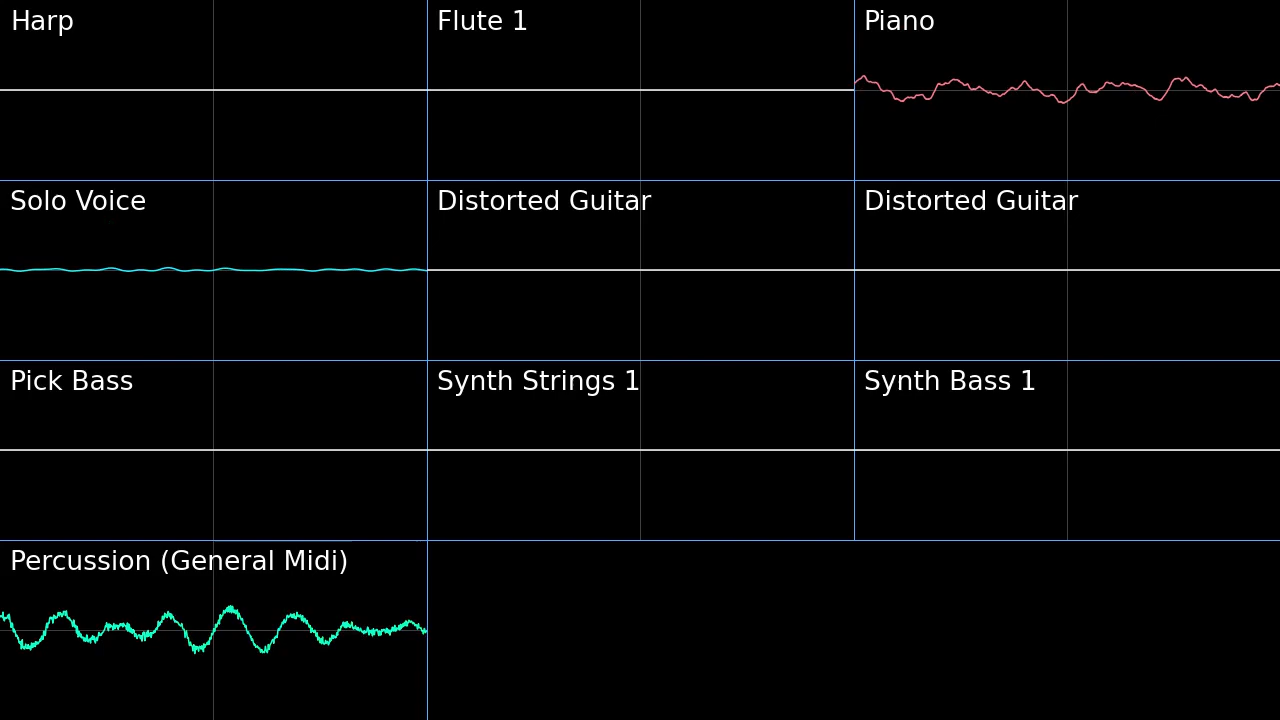 Harp
Flute 1
Piano
Solo Voice
Distorted Guitar
Distorted Guitar
Pick Bass
Synth Strings 1
Synth Bass 1
Percussion (General Midi)